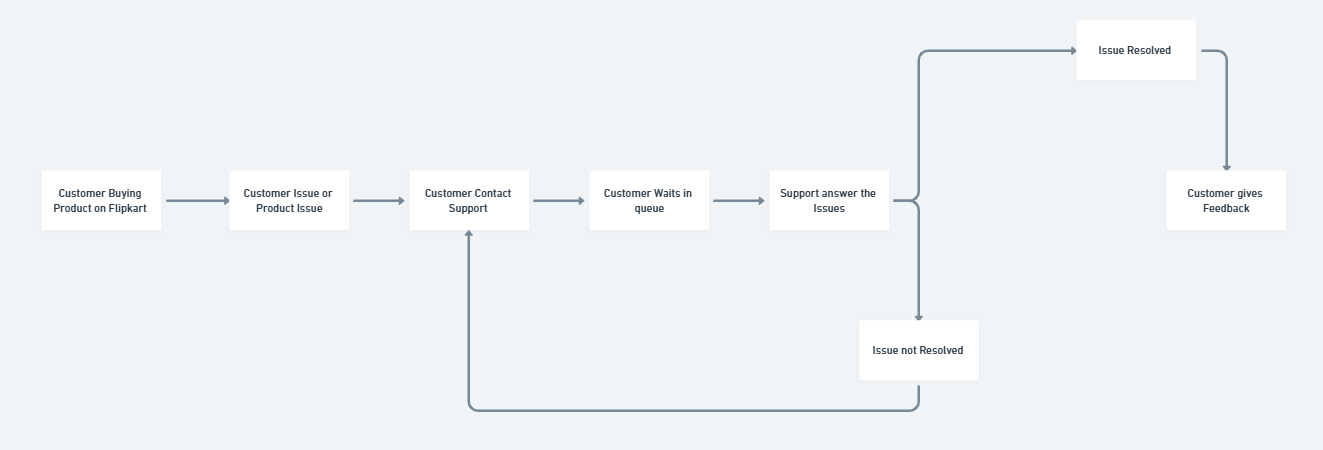 Issue Resolved
Customer Buying
Product on Flipkart
Customer Issue or
Product Issue
Customer Contact
Support
Customer Waits in
queue
Support answer the
Issues
Customer gives
Feedback
Issue not Resolved